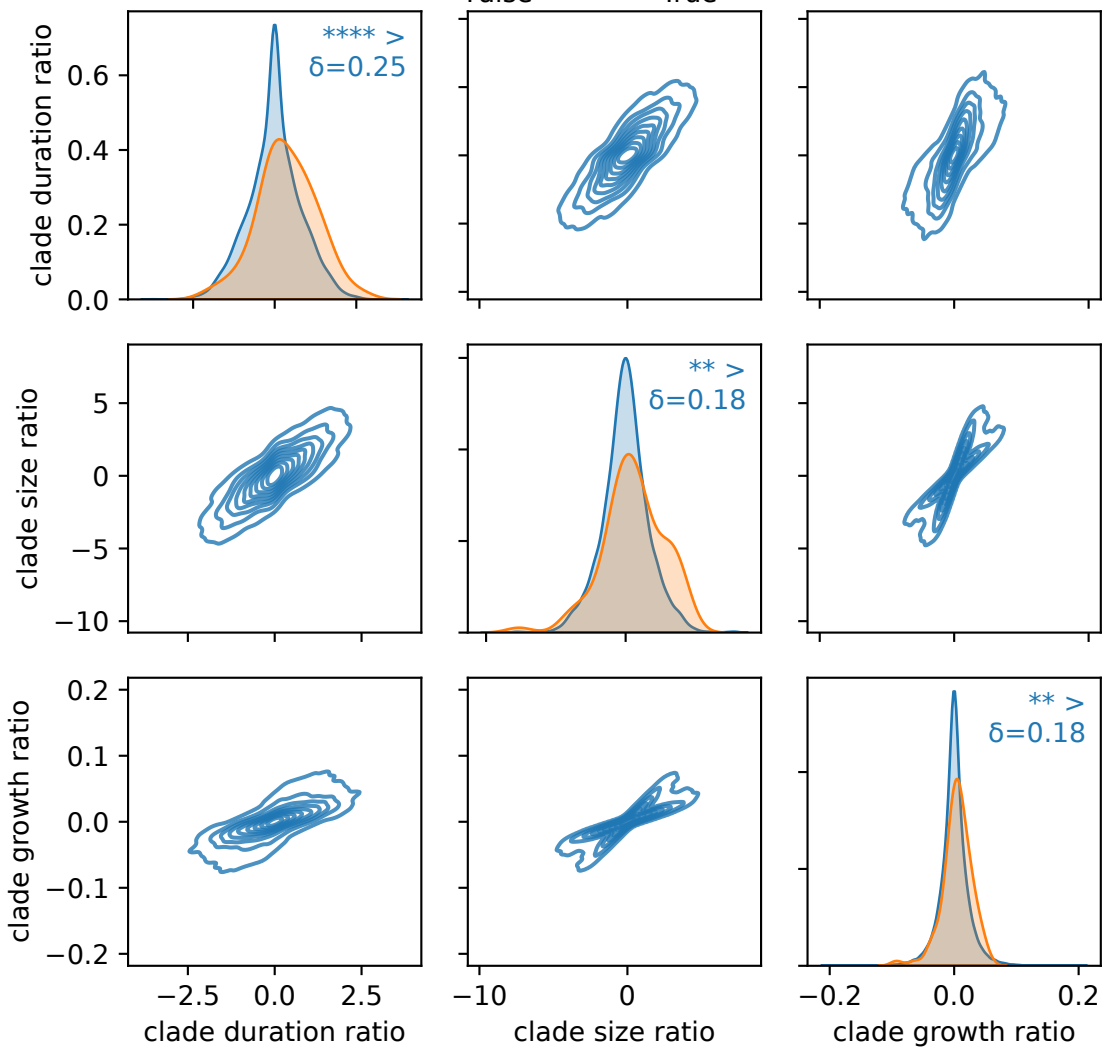 False True
clade duration ratio
0.6
0.4
0.2
0.0
**** >
δ=0.25
clade size ratio
5
0
−5
−10
** >
δ=0.18
clade growth ratio
0.2
0.1
0.0
−0.1
−0.2
** >
δ=0.18
−2.5 0.0 2.5
−10 0
−0.2 0.0 0.2
clade duration ratio
clade size ratio
clade growth ratio